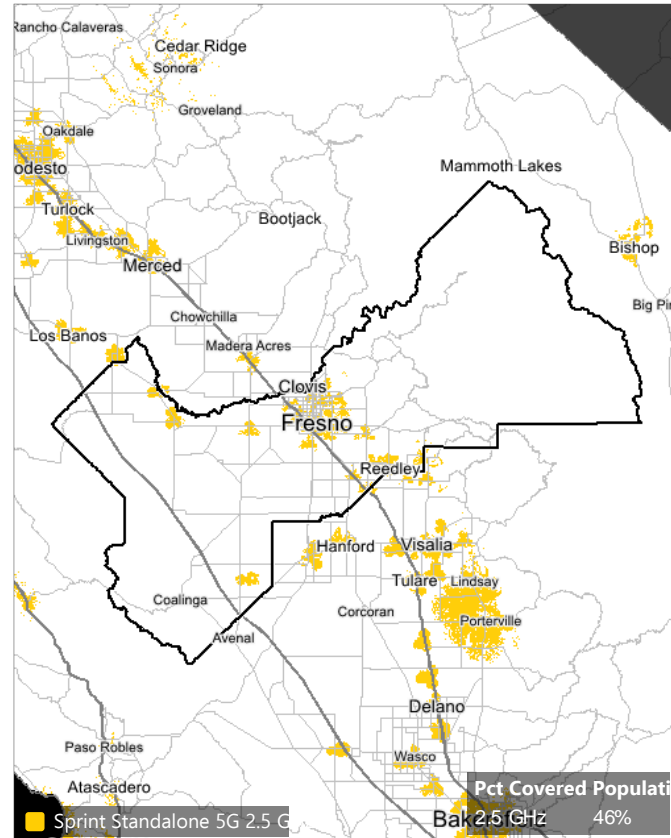 Rancho Calaveras
Cedar Ridge
Sonora
Groveland
Oakdale
odesto
Mammoth Lakes
Turlock
Bootjack
Livingston
Bishop
Merced
Big Pin
Chowchilla
Los Banos
Madera Acres
Clovis
Fresno
Reedley
Hanford
Visalia
Tulare
Lindsay
Coalinga
Corcoran
Porterville
Avenal
Delano
Paso Robles
Wasco
Atascadero
Pct Covered Populati
2.5 GHz 46%
Sprint Standalone 5G 2.5 G